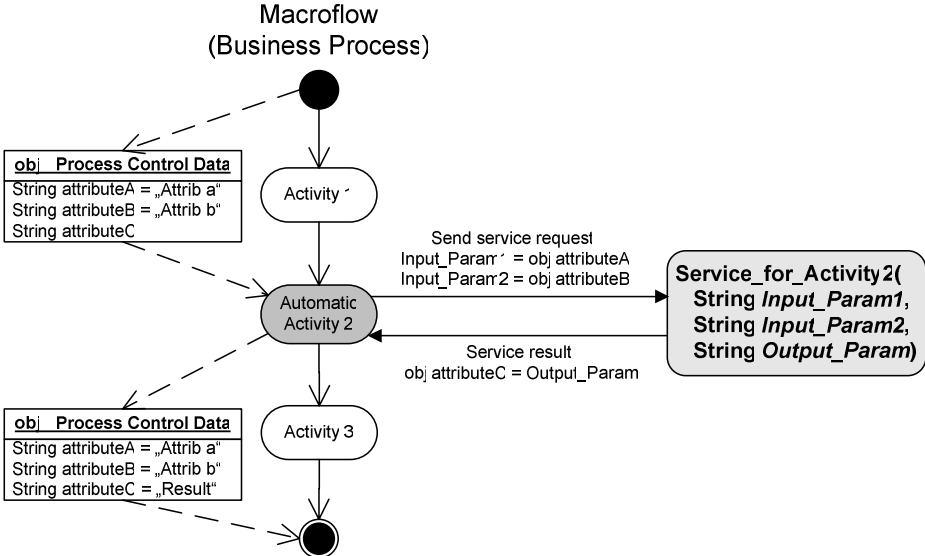 Macroflow
(Business Process)
obj Process Control Data
String attributeA = „Attrib a“
String attributeB = „Attrib b“
String attributeC
Activity 1
Send service request
Input_Param1 = obj attributeA
Input_Param2 = obj attributeB
Automatic
Activity 2
Service_for_Activity2(
String Input_Param1,
String Input_Param2,
String Output_Param)
Service result
obj attributeC = Output_Param
obj Process Control Data
String attributeA = „Attrib a“
String attributeB = „Attrib b“
String attributeC = „Result“
Activity 3